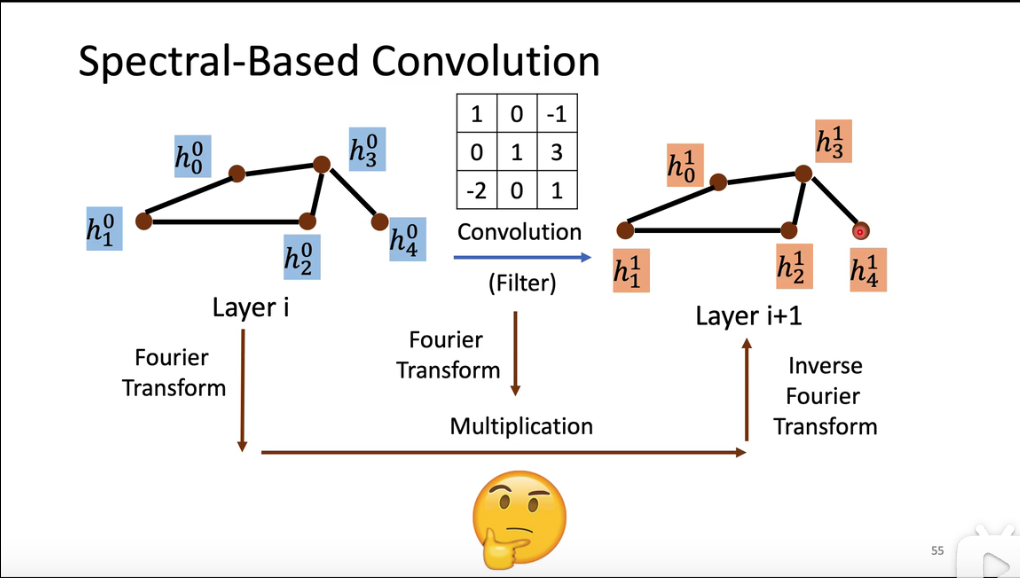 Spectral-Based Convolution
h_0^0
h_3^0
h_1^0
h_2^0
h_4^0
Layer i
1 0 -1
0 1 3
-2 0 1
Convolution
(Filter)
h_0^1
h_3^1
h_1^1
h_2^1
h_4^1
Layer i+1
Fourier
Transform
Fourier
Transform
Multiplication
Inverse
Fourier
Transform
55